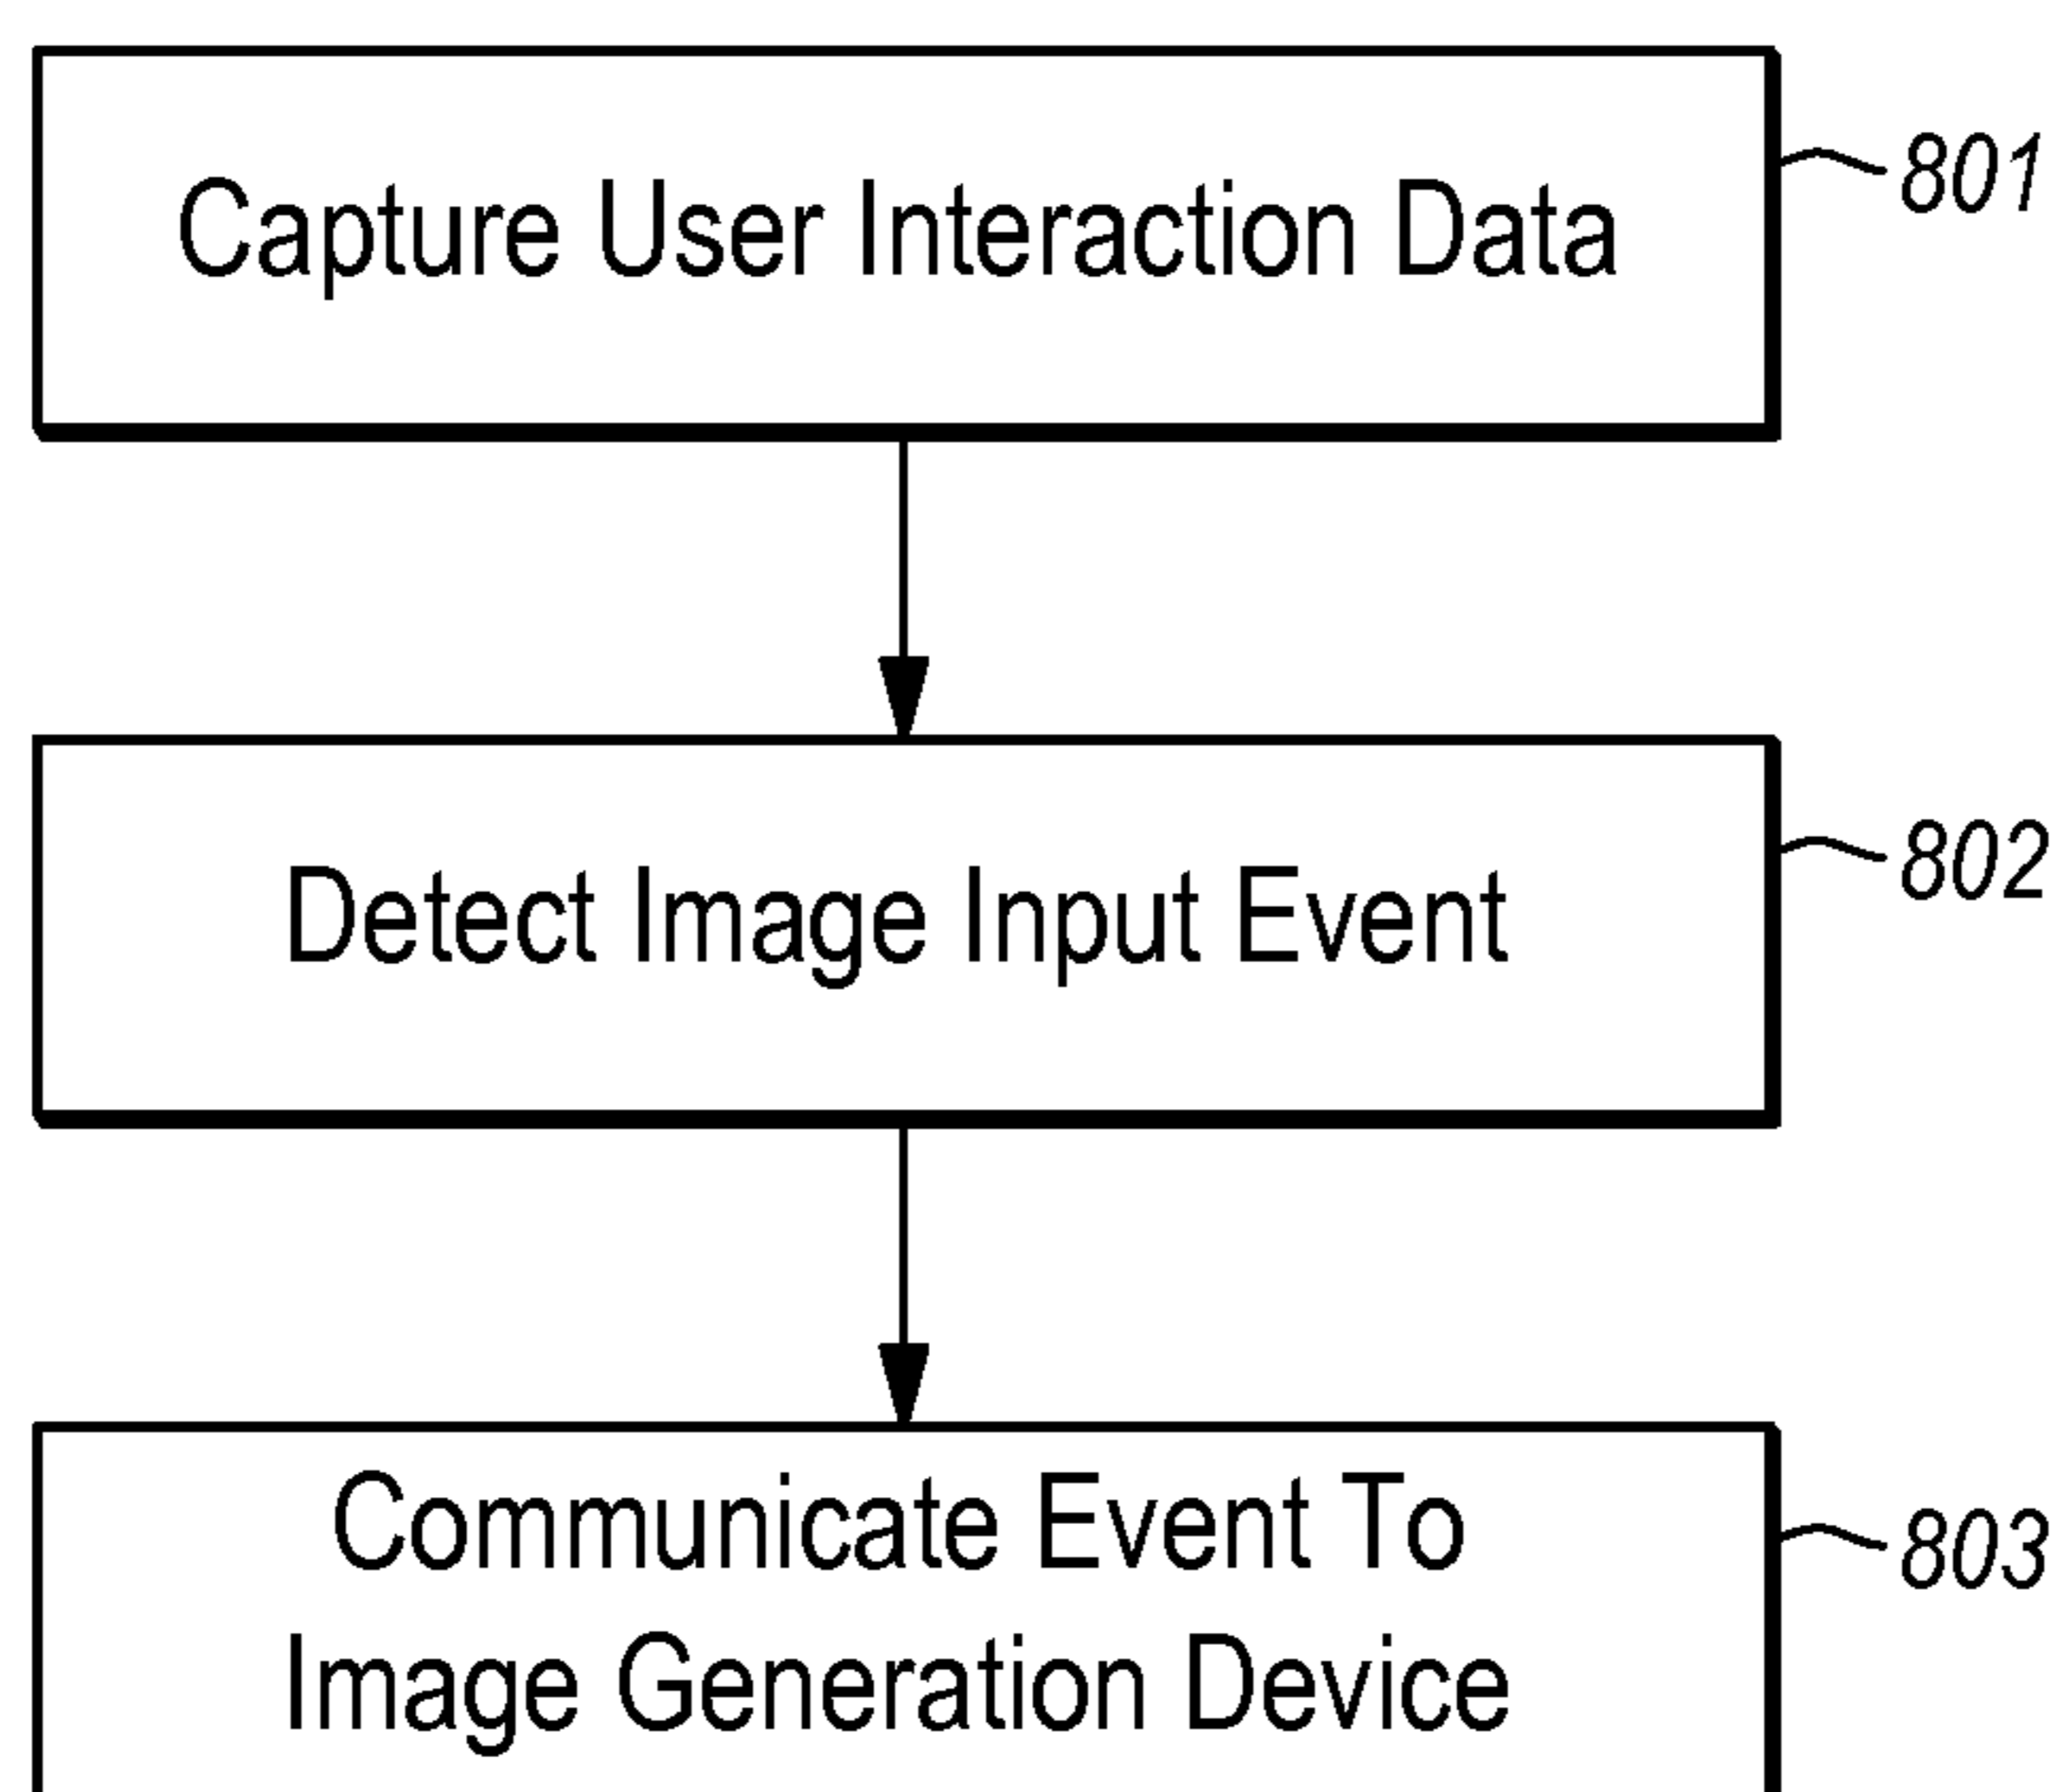 Capture User Interaction Data
801
Detect Image Input Event
802
Communicate Event To
Image Generation Device
803